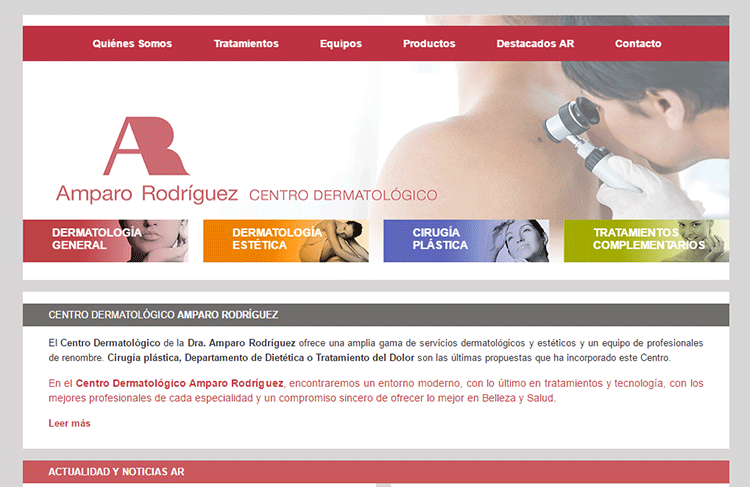 Quiénes Somos Tratamientos Equipos Productos Destacados AR Contacto
AR
Amparo Rodríguez CENTRO DERMATOLÓGICO
DERMATOLOGÍA GENERAL
DERMATOLOGÍA ESTÉTICA
CIRUGÍA PLÁSTICA
TRATAMIENTOS COMPLEMENTARIOS
CENTRO DERMATOLÓGICO AMPARO RODRÍGUEZ
El Centro Dermatológico de la Dra. Amparo Rodríguez ofrece una amplia gama de servicios dermatológicos y estéticos y un equipo de profesionales
de renombre. Cirugía plástica, Departamento de Dietética o Tratamiento del Dolor son las últimas propuestas que ha incorporado este Centro.
En el Centro Dermatológico Amparo Rodríguez, encontraremos un entorno moderno, con lo último en tratamientos y tecnología, con los
mejores profesionales de cada especialidad y un compromiso sincero de ofrecer lo mejor en Belleza y Salud.
Leer más
ACTUALIDAD Y NOTICIAS AR